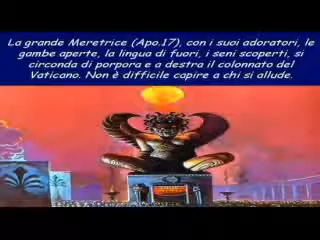 La grande Meretrice (Apo.17), con i suoi adoratori, le
gambe aperte, la lingua di fuori, i seni scoperti, si
circonda di porpora e a destra il colonnato del
Vaticano. Non è difficile capire a chi si allude.